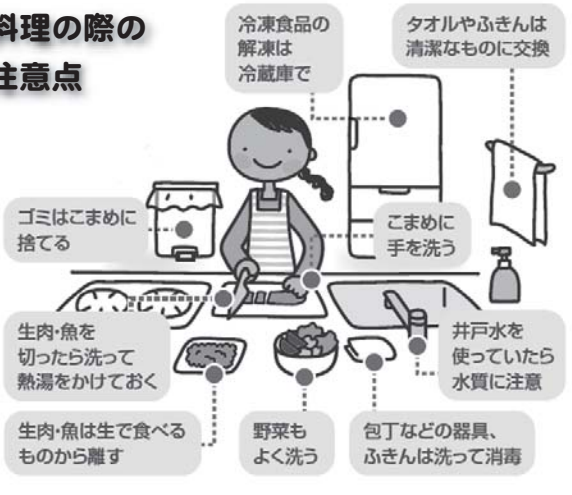 料理の際の
注意点
冷凍食品の
解凍は
冷蔵庫で
タオルやふきんは
清潔なものに交換
ゴミはこまめに
捨てる
こまめに
手を洗う
生肉・魚を
切ったら洗って
熱湯をかけておく
井戸水を
使っていたら
水質に注意
生肉・魚は生で食べる
ものから離す
野菜も
よく洗う
包丁などの器具、
ふきんは洗って消毒